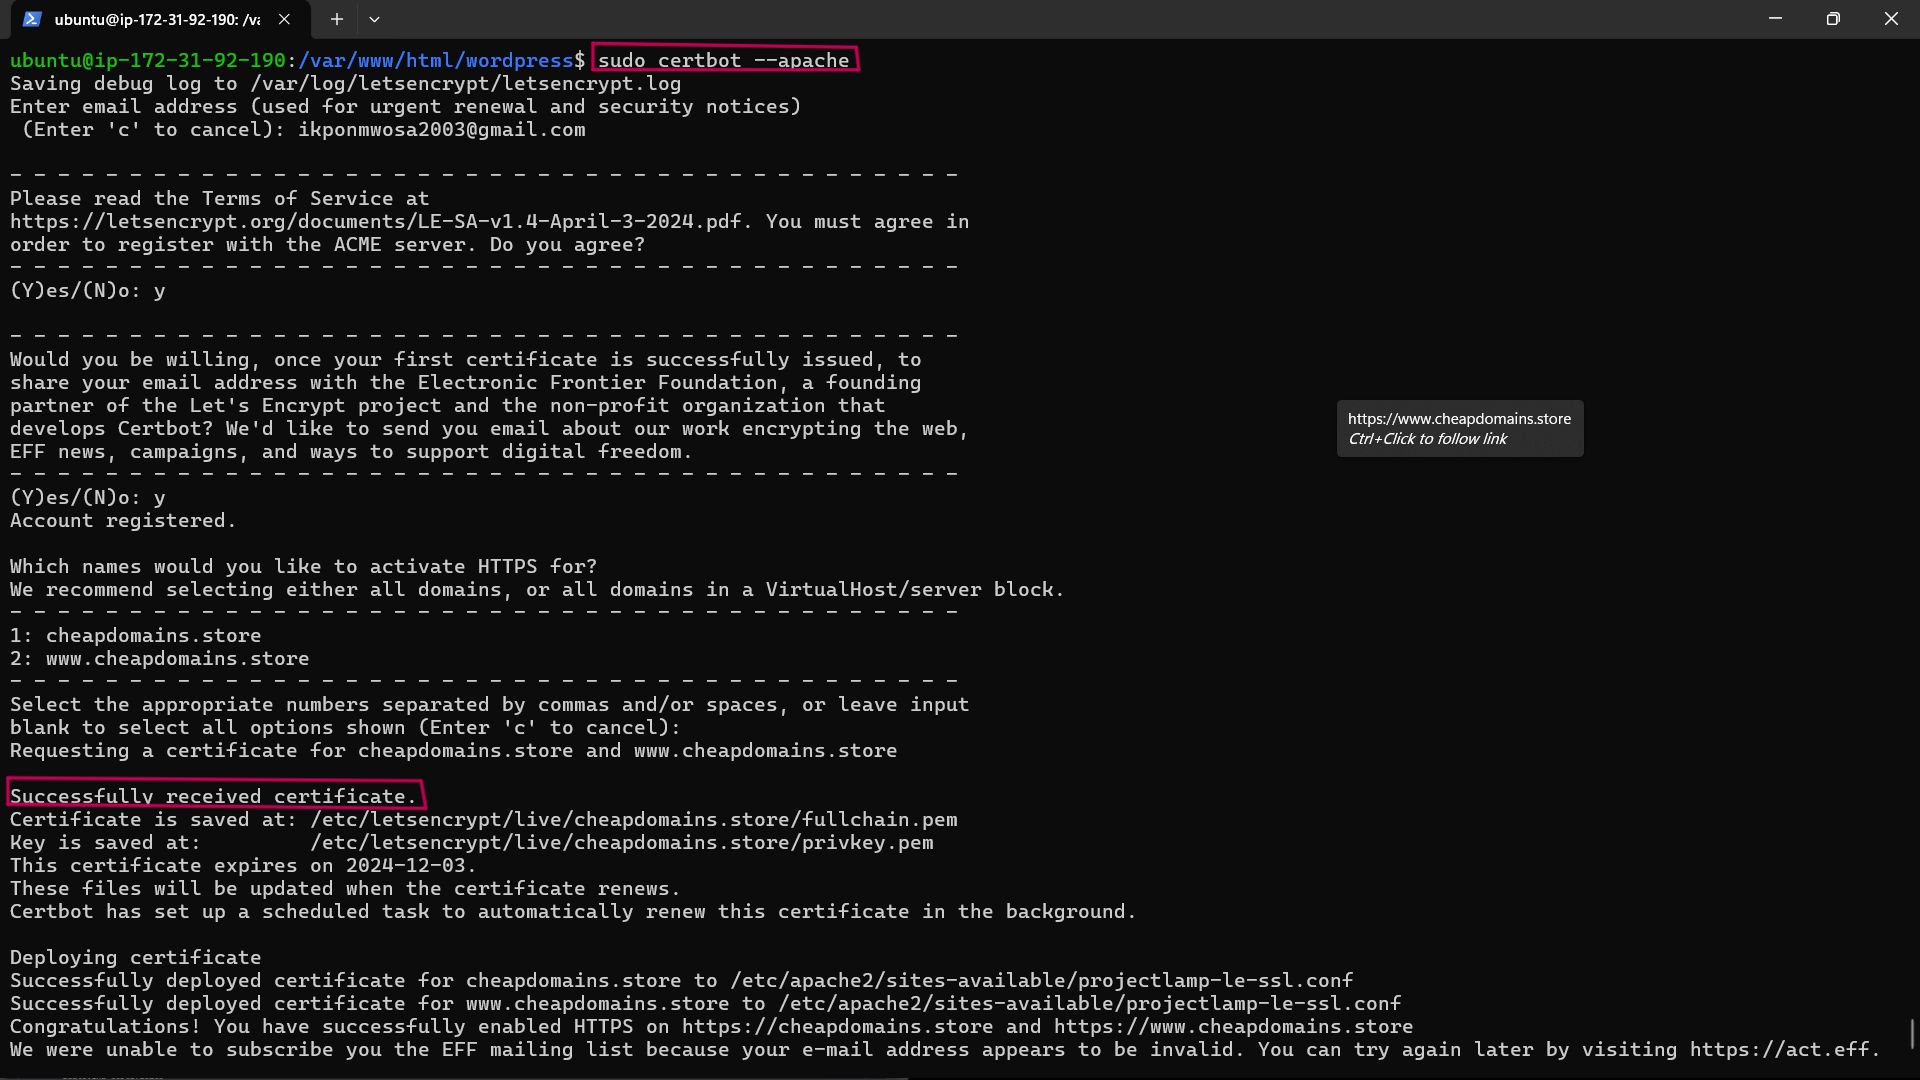 ubuntu@ip-172-31-92-190: /va
ubuntu@ip-172-31-92-190:/var/www/html/wordpress$ sudo certbot --apache
Saving debug log to /var/log/letsencrypt/letsencrypt.log
Enter email address (used for urgent renewal and security notices)
 (Enter 'c' to cancel): ikponmwosa2003@gmail.com

- - - - - - - - - - - - - - - - - - - - - - - - - - - - - - - - - - - - - - - -
Please read the Terms of Service at
https://letsencrypt.org/documents/LE-SA-v1.4-April-3-2024.pdf. You must agree in
order to register with the ACME server. Do you agree?
- - - - - - - - - - - - - - - - - - - - - - - - - - - - - - - - - - - - - - - -
(Y)es/(N)o: y

- - - - - - - - - - - - - - - - - - - - - - - - - - - - - - - - - - - - - - - -
Would you be willing, once your first certificate is successfully issued, to
share your email address with the Electronic Frontier Foundation, a founding
partner of the Let's Encrypt project and the non-profit organization that
develops Certbot? We'd like to send you email about our work encrypting the web,
EFF news, campaigns, and ways to support digital freedom.
- - - - - - - - - - - - - - - - - - - - - - - - - - - - - - - - - - - - - - - -
(Y)es/(N)o: y
Account registered.

Which names would you like to activate HTTPS for?
We recommend selecting either all domains, or all domains in a VirtualHost/server block.
- - - - - - - - - - - - - - - - - - - - - - - - - - - - - - - - - - - - - - - -
1: cheapdomains.store
2: www.cheapdomains.store
- - - - - - - - - - - - - - - - - - - - - - - - - - - - - - - - - - - - - - - -
Select the appropriate numbers separated by commas and/or spaces, or leave input
blank to select all options shown (Enter 'c' to cancel):
Requesting a certificate for cheapdomains.store and www.cheapdomains.store

Successfully received certificate.
Certificate is saved at: /etc/letsencrypt/live/cheapdomains.store/fullchain.pem
Key is saved at:         /etc/letsencrypt/live/cheapdomains.store/privkey.pem
This certificate expires on 2024-12-03.
These files will be updated when the certificate renews.
Certbot has set up a scheduled task to automatically renew this certificate in the background.

Deploying certificate
Successfully deployed certificate for cheapdomains.store to /etc/apache2/sites-available/projectlamp-le-ssl.conf
Successfully deployed certificate for www.cheapdomains.store to /etc/apache2/sites-available/projectlamp-le-ssl.conf
Congratulations! You have successfully enabled HTTPS on https://cheapdomains.store and https://www.cheapdomains.store
We were unable to subscribe you the EFF mailing list because your e-mail address appears to be invalid. You can try again later by visiting https://act.eff.
https://www.cheapdomains.store
Ctrl+Click to follow link